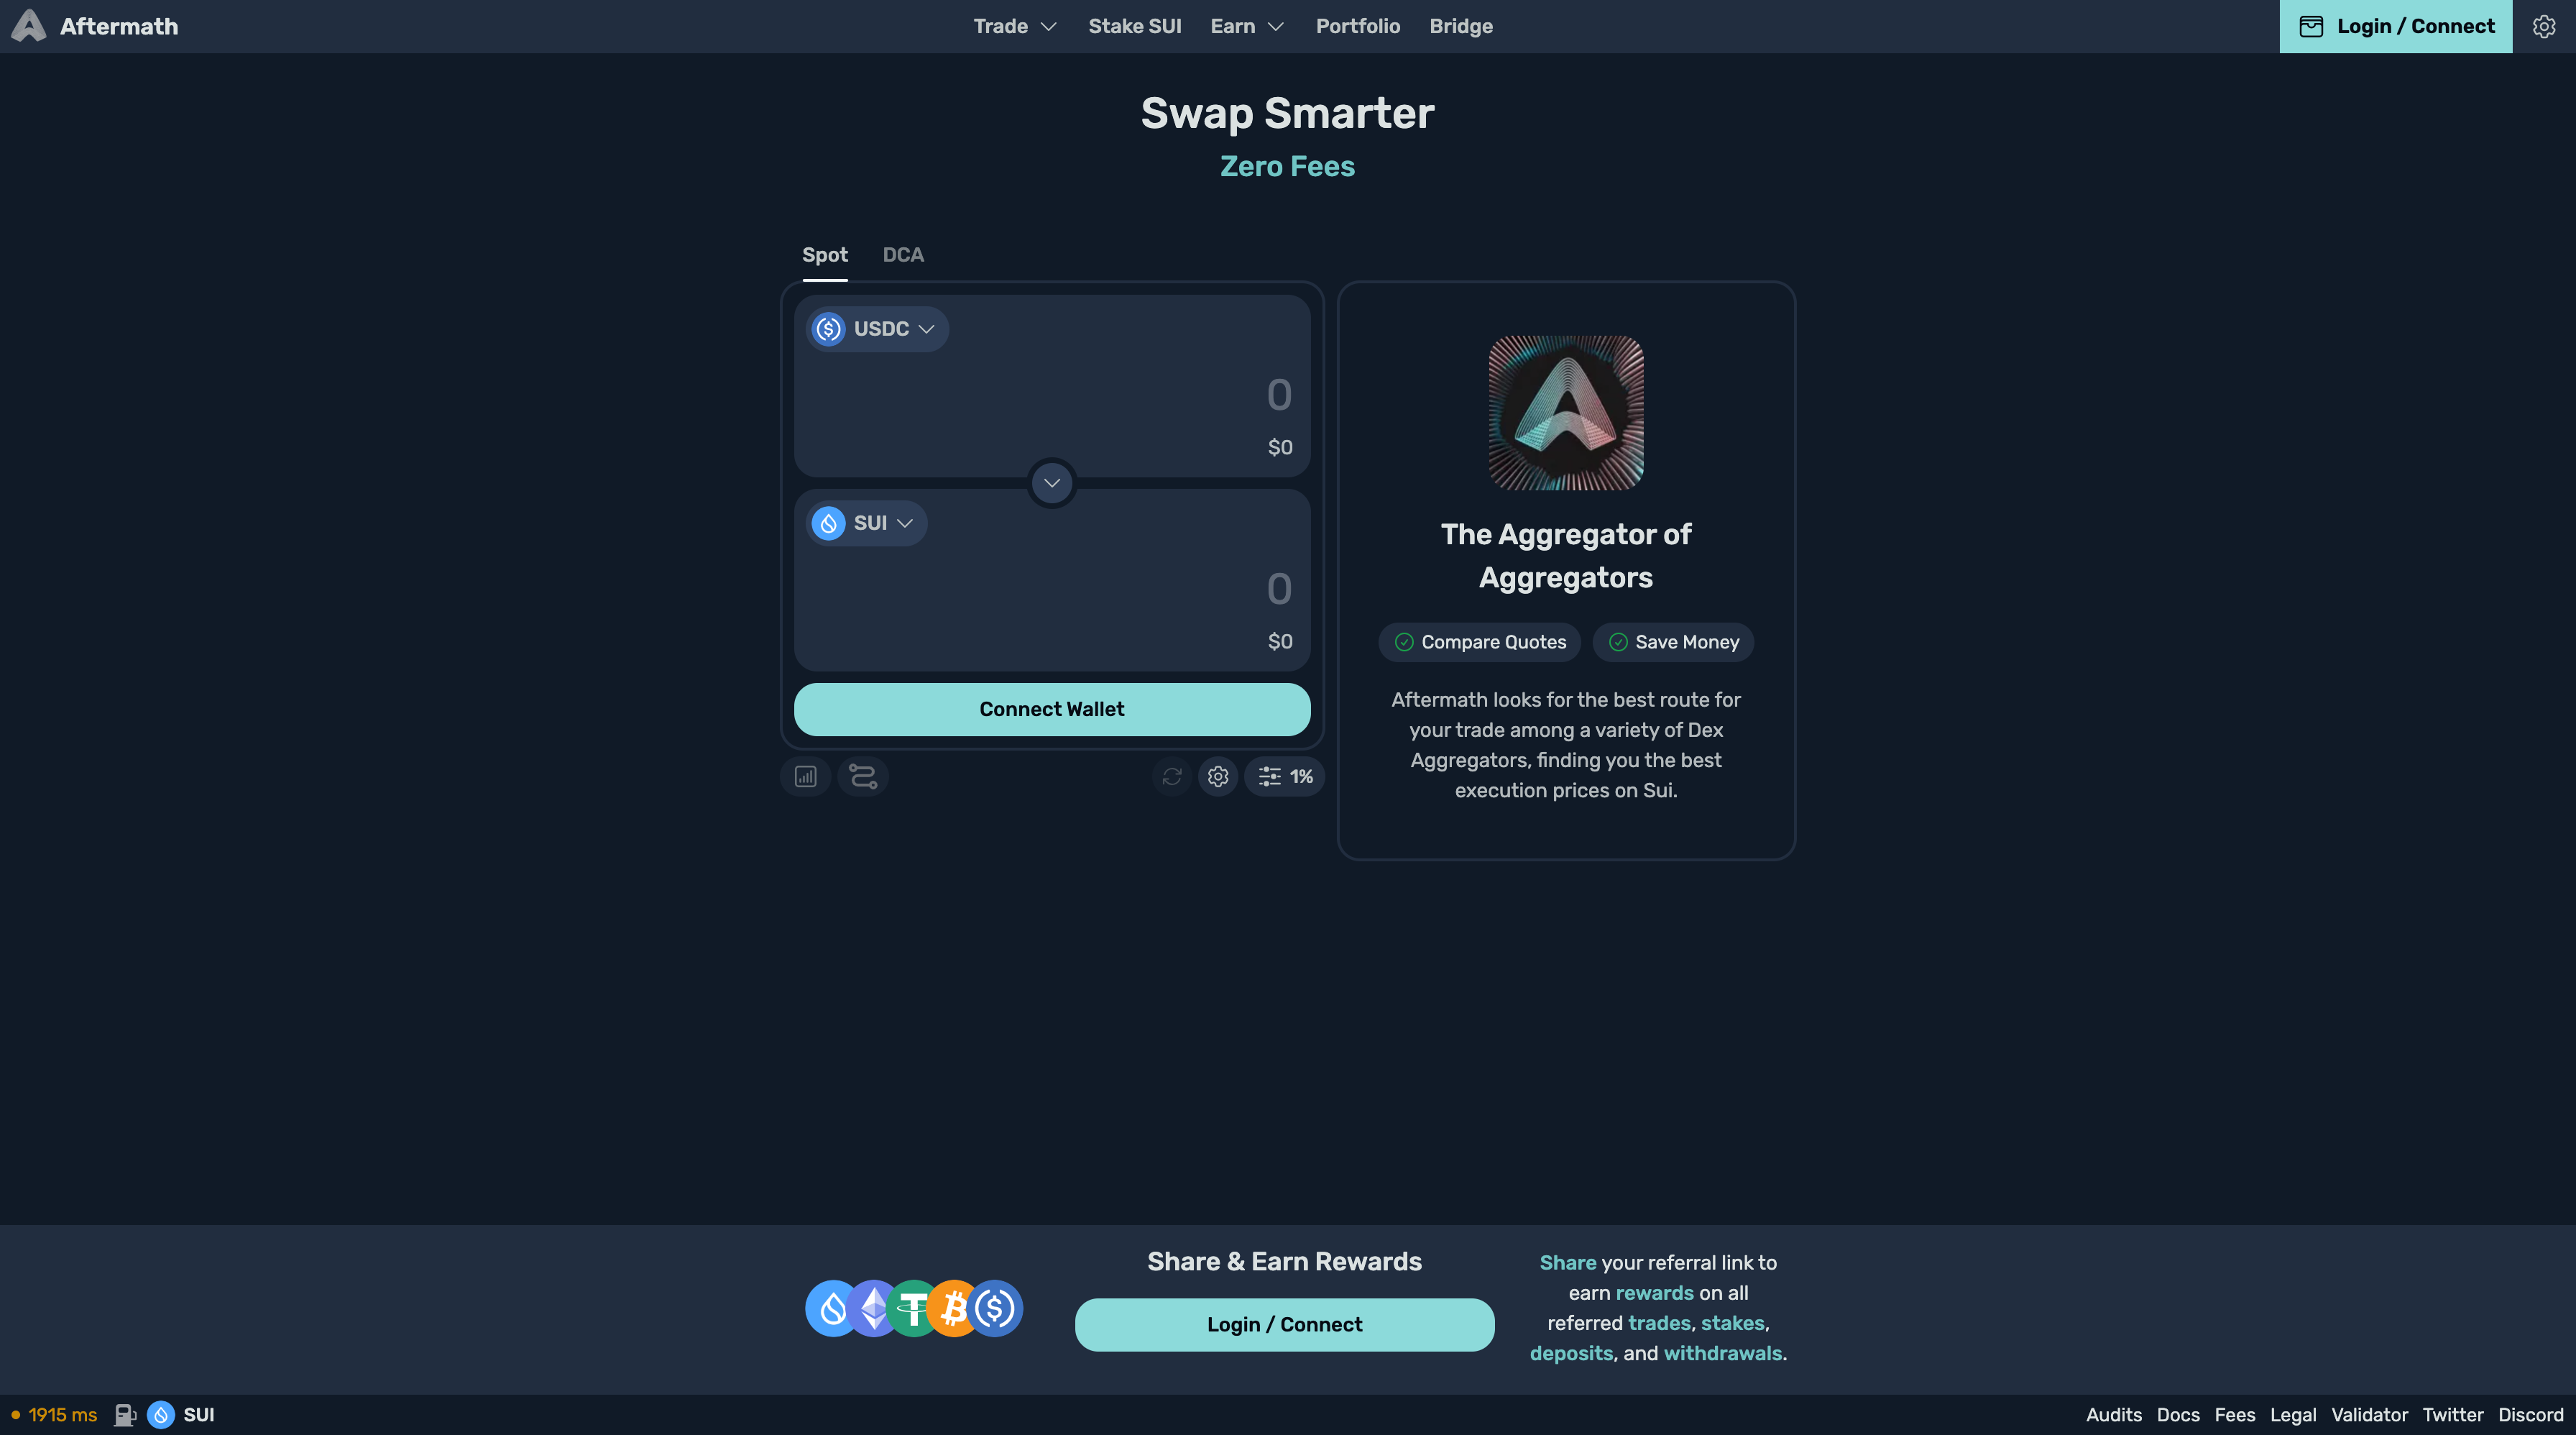 Aftermath
Trade
Stake SUI
Earn
Portfolio
Bridge
Login / Connect
Swap Smarter
Zero Fees
Spot
DCA
USDC
0
$0
SUI
0
$0
Connect Wallet
1%
The Aggregator of
Aggregators
Compare Quotes
Save Money
Aftermath looks for the best route for
your trade among a variety of Dex
Aggregators, finding you the best
execution prices on Sui.
Share & Earn Rewards
Login / Connect
Share your referral link to
earn rewards on all
referred trades, stakes,
deposits, and withdrawals.
1915 ms
SUI
Audits
Docs
Fees
Legal
Validator
Twitter
Discord